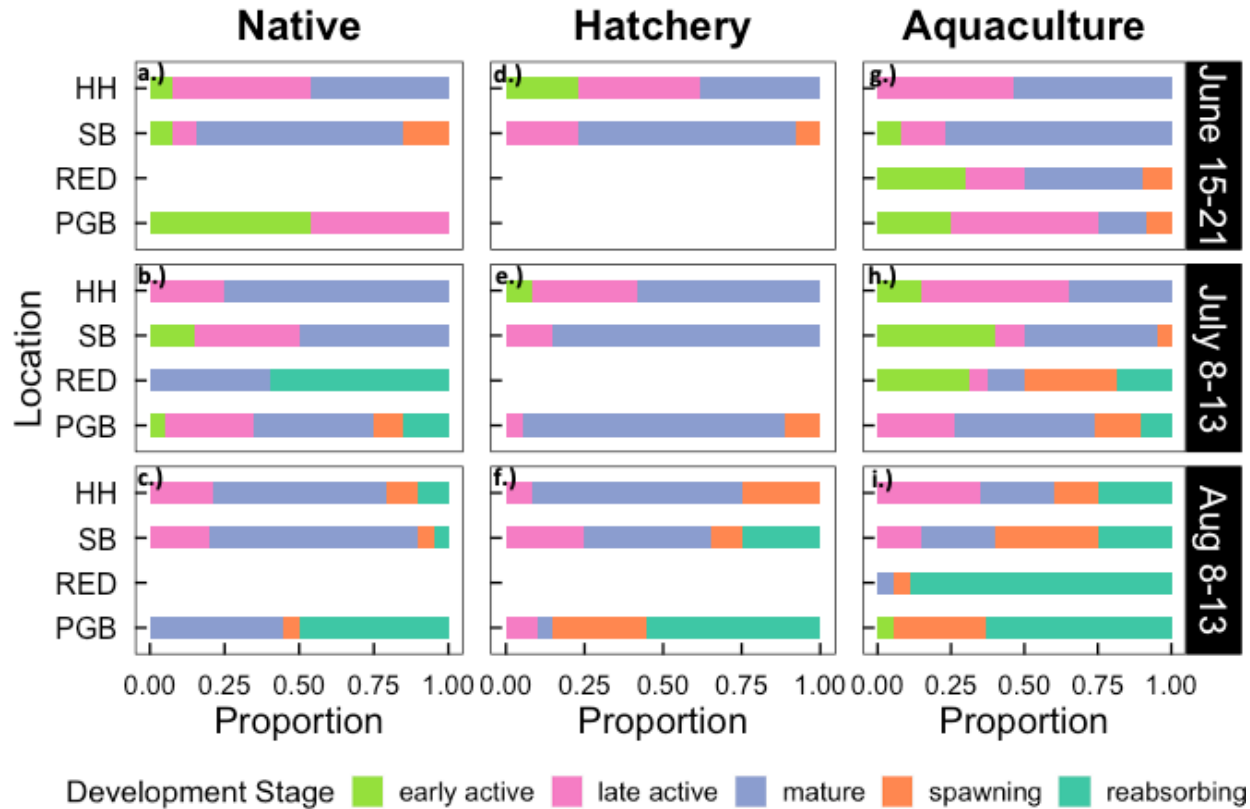 Native Hatchery Aquaculture
a.) d.) g.)
HH
SB
RED
PGB
June 15-21
b.) e.) h.)
HH
SB
RED
PGB
July 8-13
c.) f.) i.)
HH
SB
RED
PGB
Aug 8-13
Location
0.00 0.25 0.50 0.75 1.00 0.00 0.25 0.50 0.75 1.00 0.00 0.25 0.50 0.75 1.00
Proportion Proportion Proportion
Development Stage early active late active mature spawning reabsorbing